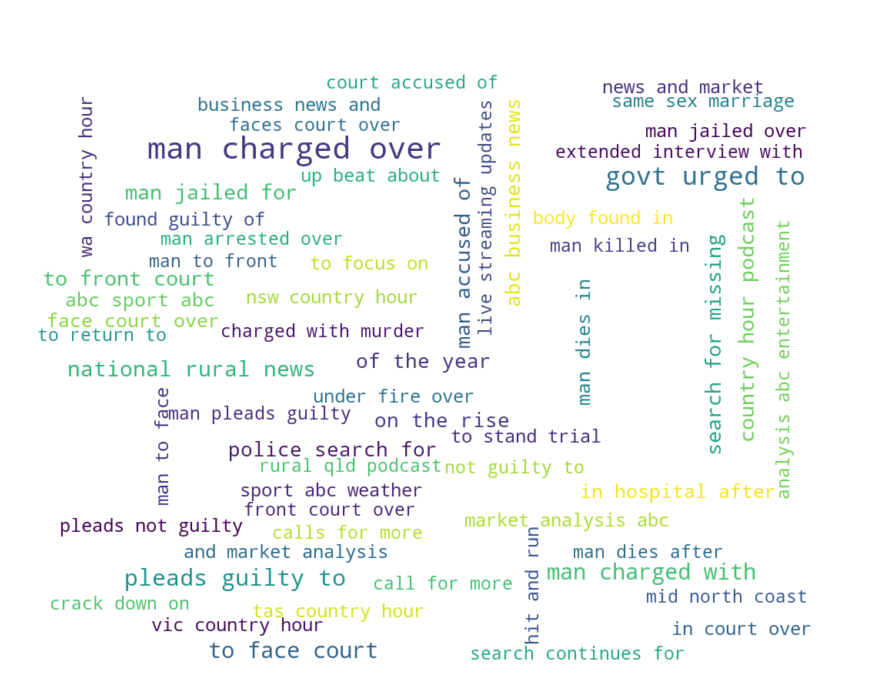 court accused of
news and market
business news and
same sex marriage
wa country hour
live streaming updates
abc business news
faces court over
man jailed over
man charged over
extended interview with
up beat about
govt urged to
man jailed for
man accused of
country hour podcast
found guilty of
body found in
analysis abc entertainment
man arrested over
man killed in
search for missing
man to front
to focus on
to front court
man dies in
abc sport abc
nsw country hour
face court over
to return to
charged with murder
of the year
national rural news
man to face
under fire over
man pleads guilty
on the rise
to stand trial
police search for
rural qld podcast
not guilty to
sport abc weather
in hospital after
front court over
pleads not guilty
market analysis abc
calls for more
hit and run
and market analysis
man dies after
pleads guilty to
call for more
man charged with
crack down on
mid north coast
tas country hour
vic country hour
in court over
to face court
search continues for